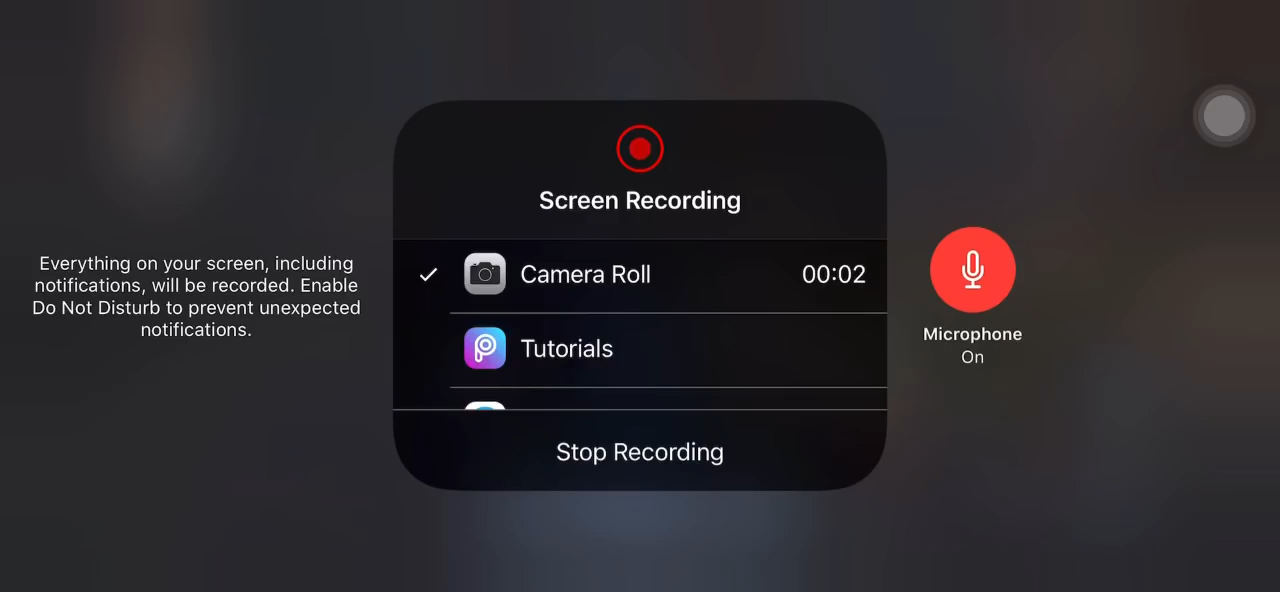 Screen Recording
Everything on your screen, including
notifications, will be recorded. Enable
Do Not Disturb to prevent unexpected
notifications.
Camera Roll 00:02
Tutorials
Stop Recording
Microphone
On